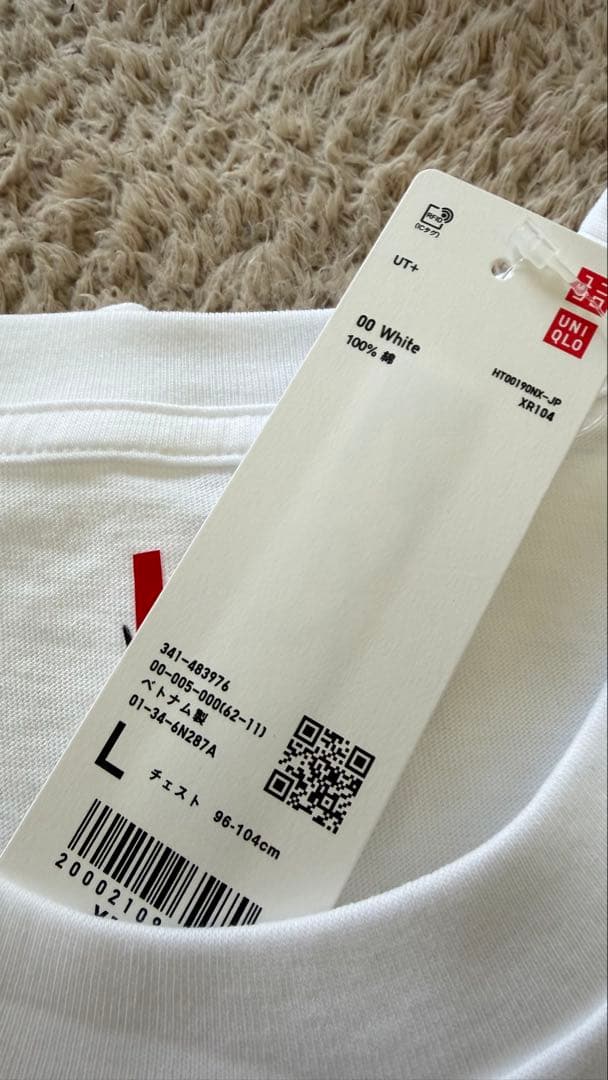 RFID
(ICタグ)
UT+
ユニ
クロ
UNI
QLO
00 White
100% 綿
HT00190NX-JP
XR104
341-483976
00-005-000(62-11)
ベトナム製
01-34-6N287A
L
チェスト 96-104cm
20002109